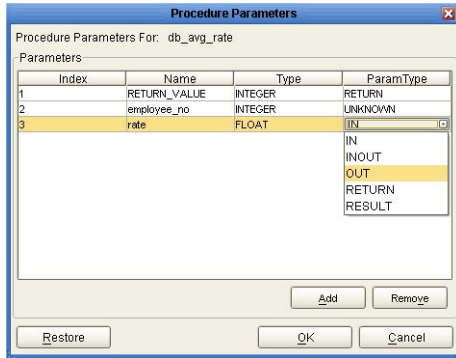 Procedure Parameters
Procedure Parameters For: db_avg_rate
Parameters
Index Name Type ParamType
1 RETURN_VALUE INTEGER RETURN
2 employee_no INTEGER UNKNOWN
3 rate FLOAT IN
IN
INOUT
OUT
RETURN
RESULT
Add Remove
Restore OK Cancel